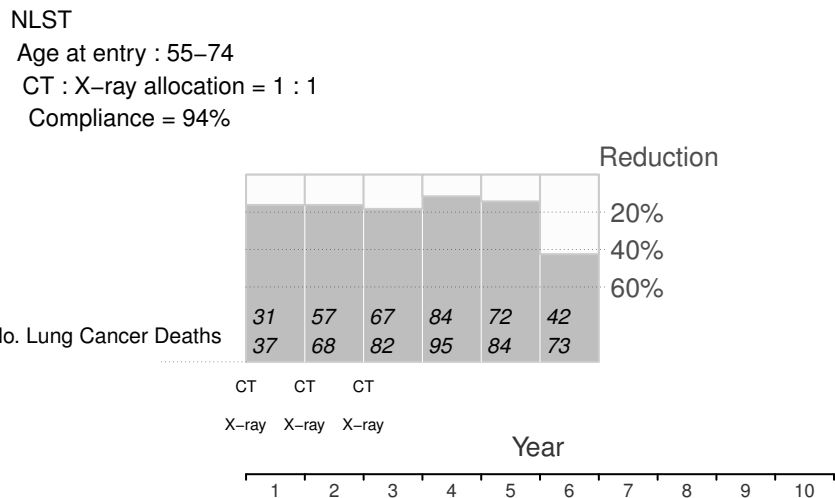 NLST
Age at entry : 55−74
CT : X−ray allocation = 1 : 1
Compliance = 94%
Reduction
20%
40%
60%
31 57 67 84 72 42
Lung Cancer Deaths
37 68 82 95 84 73
CT CT CT
X−ray X−ray X−ray
Year
1 2 3 4 5 6 7 8 9 10